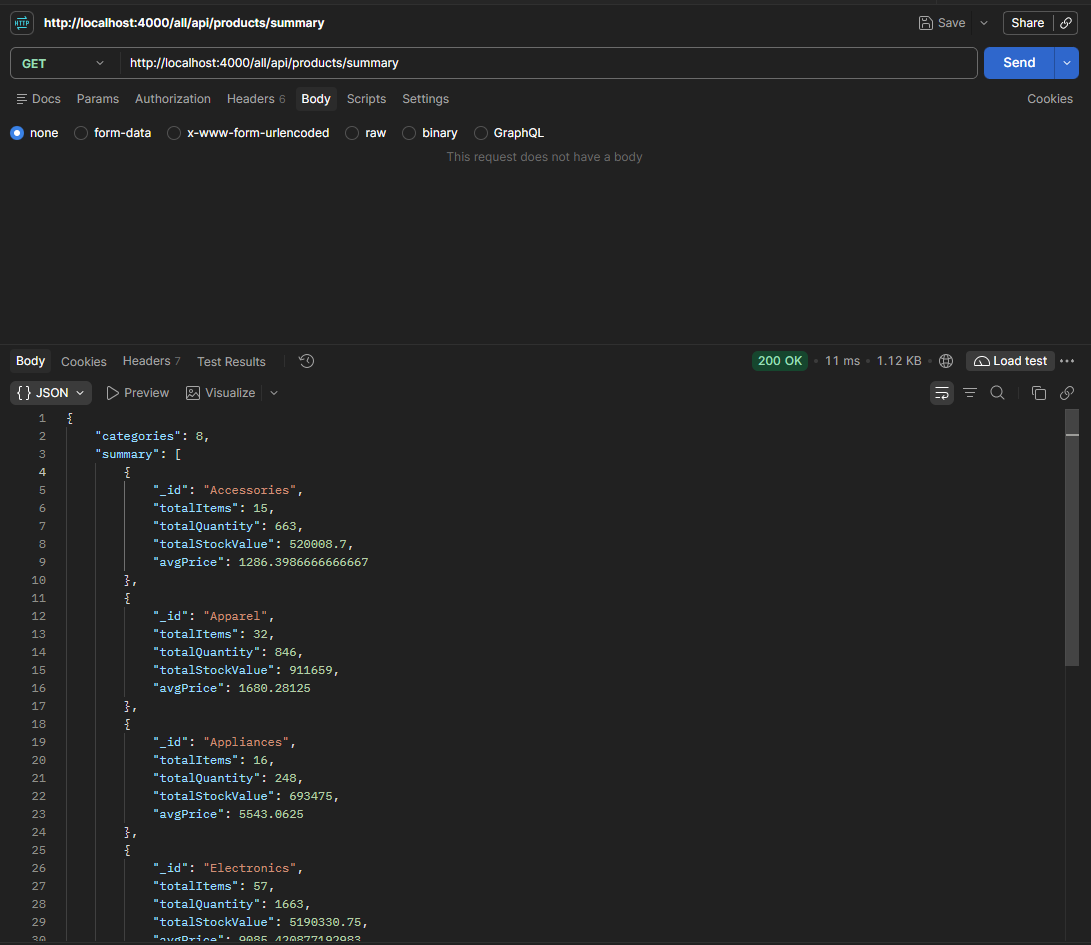 HTTP http://localhost:4000/all/api/products/summary Save Share
GET http://localhost:4000/all/api/products/summary Send
Docs Params Authorization Headers 6 Body Scripts Settings Cookies
none form-data x-www-form-urlencoded raw binary GraphQL
This request does not have a body
Body Cookies Headers 7 Test Results 200 OK 11 ms 1.12 KB Load test
{} JSON Preview Visualize
1 {
2 "categories": 8,
3 "summary": [
4 {
5 "_id": "Accessories",
6 "totalItems": 15,
7 "totalQuantity": 663,
8 "totalStockValue": 520008.7,
9 "avgPrice": 1286.3986666666667
10 },
11 {
12 "_id": "Apparel",
13 "totalItems": 32,
14 "totalQuantity": 846,
15 "totalStockValue": 911659,
16 "avgPrice": 1680.28125
17 },
18 {
19 "_id": "Appliances",
20 "totalItems": 16,
21 "totalQuantity": 248,
22 "totalStockValue": 693475,
23 "avgPrice": 5543.0625
24 },
25 {
26 "_id": "Electronics",
27 "totalItems": 57,
28 "totalQuantity": 1663,
29 "totalStockValue": 5190330.75,
30 "avgPrice": 9085.420877192983